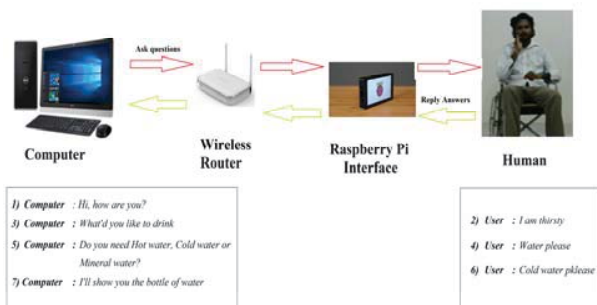 Ask questions
Reply Answers
Computer
Wireless
Router
Raspberry Pi
Interface
Human
1) Computer : Hi, how are you?
3) Computer : What'd you like to drink
5) Computer : Do you need Hot water, Cold water or
Mineral water?
7) Computer : I'll show you the bottle of water
2) User : I am thirsty
4) User : Water please
6) User : Cold water pklease